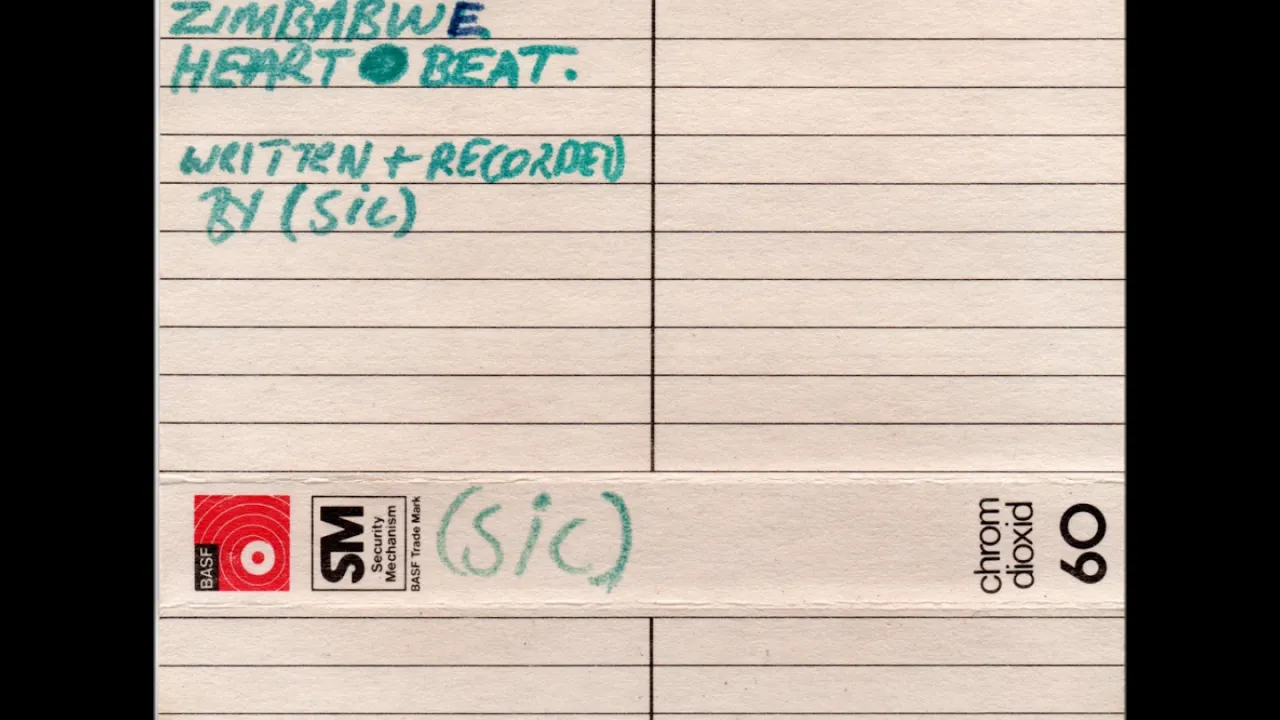 ZIMBABWE
HEART BEAT.
WRITTEN + RECORDED
BY (SiC)
BASF
SM
Security
Mechanism
BASF Trade Mark
(SiC)
chrom
dioxid
60